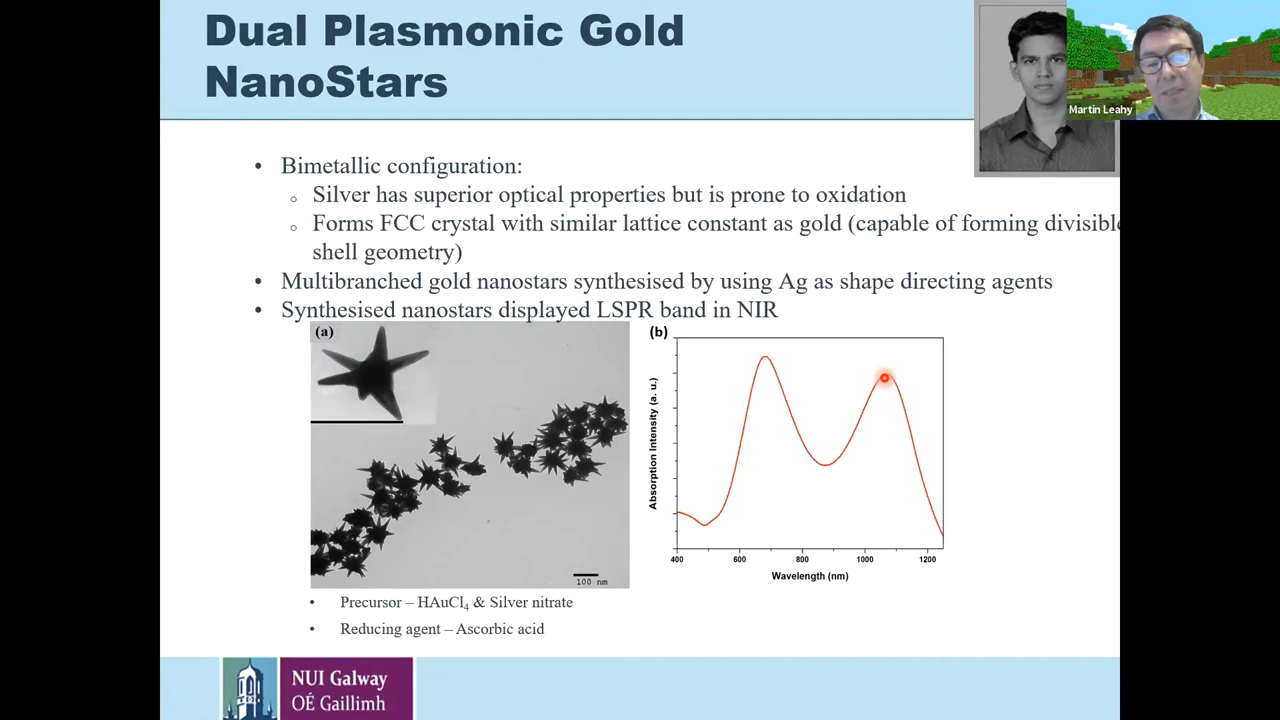 Dual Plasmonic Gold
NanoStars
Martin Leahy
• Bimetallic configuration:
o Silver has superior optical properties but is prone to oxidation
o Forms FCC crystal with similar lattice constant as gold (capable of forming divisible
shell geometry)
• Multibranched gold nanostars synthesised by using Ag as shape directing agents
• Synthesised nanostars displayed LSPR band in NIR
(a)
100 nm
(b)
Absorption Intensity (a. u.)
400 600 800 1000 1200
Wavelength (nm)
• Precursor – HAuCl₄ & Silver nitrate
• Reducing agent – Ascorbic acid
NUI Galway
OÉ Gaillimh